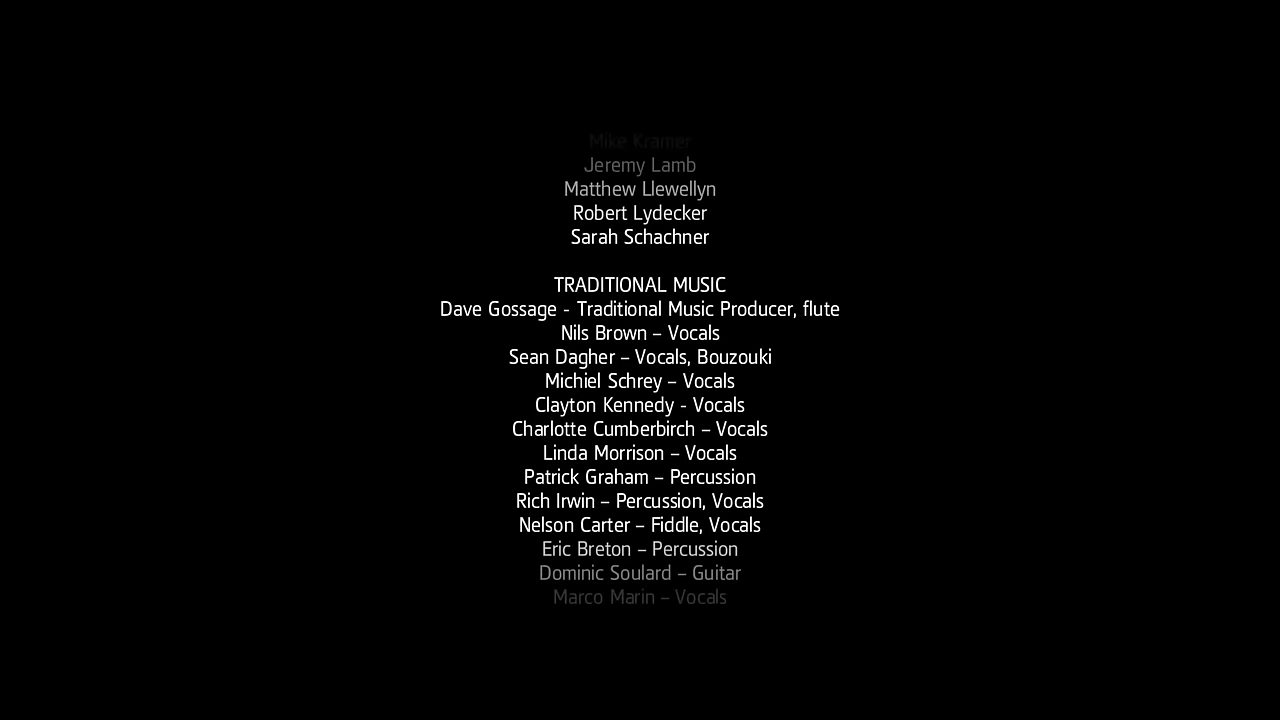 Mike Kramer
Jeremy Lamb
Matthew Llewellyn
Robert Lydecker
Sarah Schachner
TRADITIONAL MUSIC
Dave Gossage - Traditional Music Producer, flute
Nils Brown – Vocals
Sean Dagher – Vocals, Bouzouki
Michiel Schrey – Vocals
Clayton Kennedy - Vocals
Charlotte Cumberbirch – Vocals
Linda Morrison – Vocals
Patrick Graham – Percussion
Rich Irwin – Percussion, Vocals
Nelson Carter – Fiddle, Vocals
Eric Breton – Percussion
Dominic Soulard – Guitar
Marco Marin – Vocals